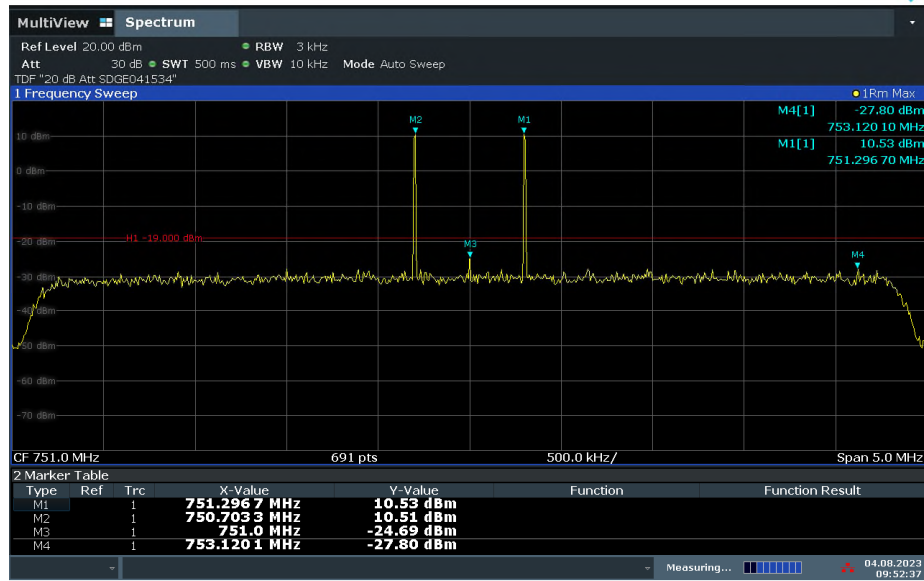 MultiView Spectrum
Ref Level 20.00 dBm RBW 3 kHz
Att 30 dB SWT 500 ms VBW 10 kHz Mode Auto Sweep
TDF "20 dB Att SDGE041534"
1 Frequency Sweep 1Rm Max
M4[1] -27.80 dBm
753.120 10 MHz
M1[1] 10.53 dBm
751.296 70 MHz
M2 M1
10 dBm
0 dBm
-10 dBm
H1 -19.000 dBm
-20 dBm
M3
M4
-30 dBm
-40 dBm
-50 dBm
-60 dBm
-70 dBm
CF 751.0 MHz 691 pts 500.0 kHz/ Span 5.0 MHz
2 Marker Table
Type Ref Trc X-Value Y-Value Function Function Result
M1 1 751.296 7 MHz 10.53 dBm
M2 1 750.703 3 MHz 10.51 dBm
M3 1 751.0 MHz -24.69 dBm
M4 1 753.120 1 MHz -27.80 dBm
Measuring... 04.08.2023
09:52:37